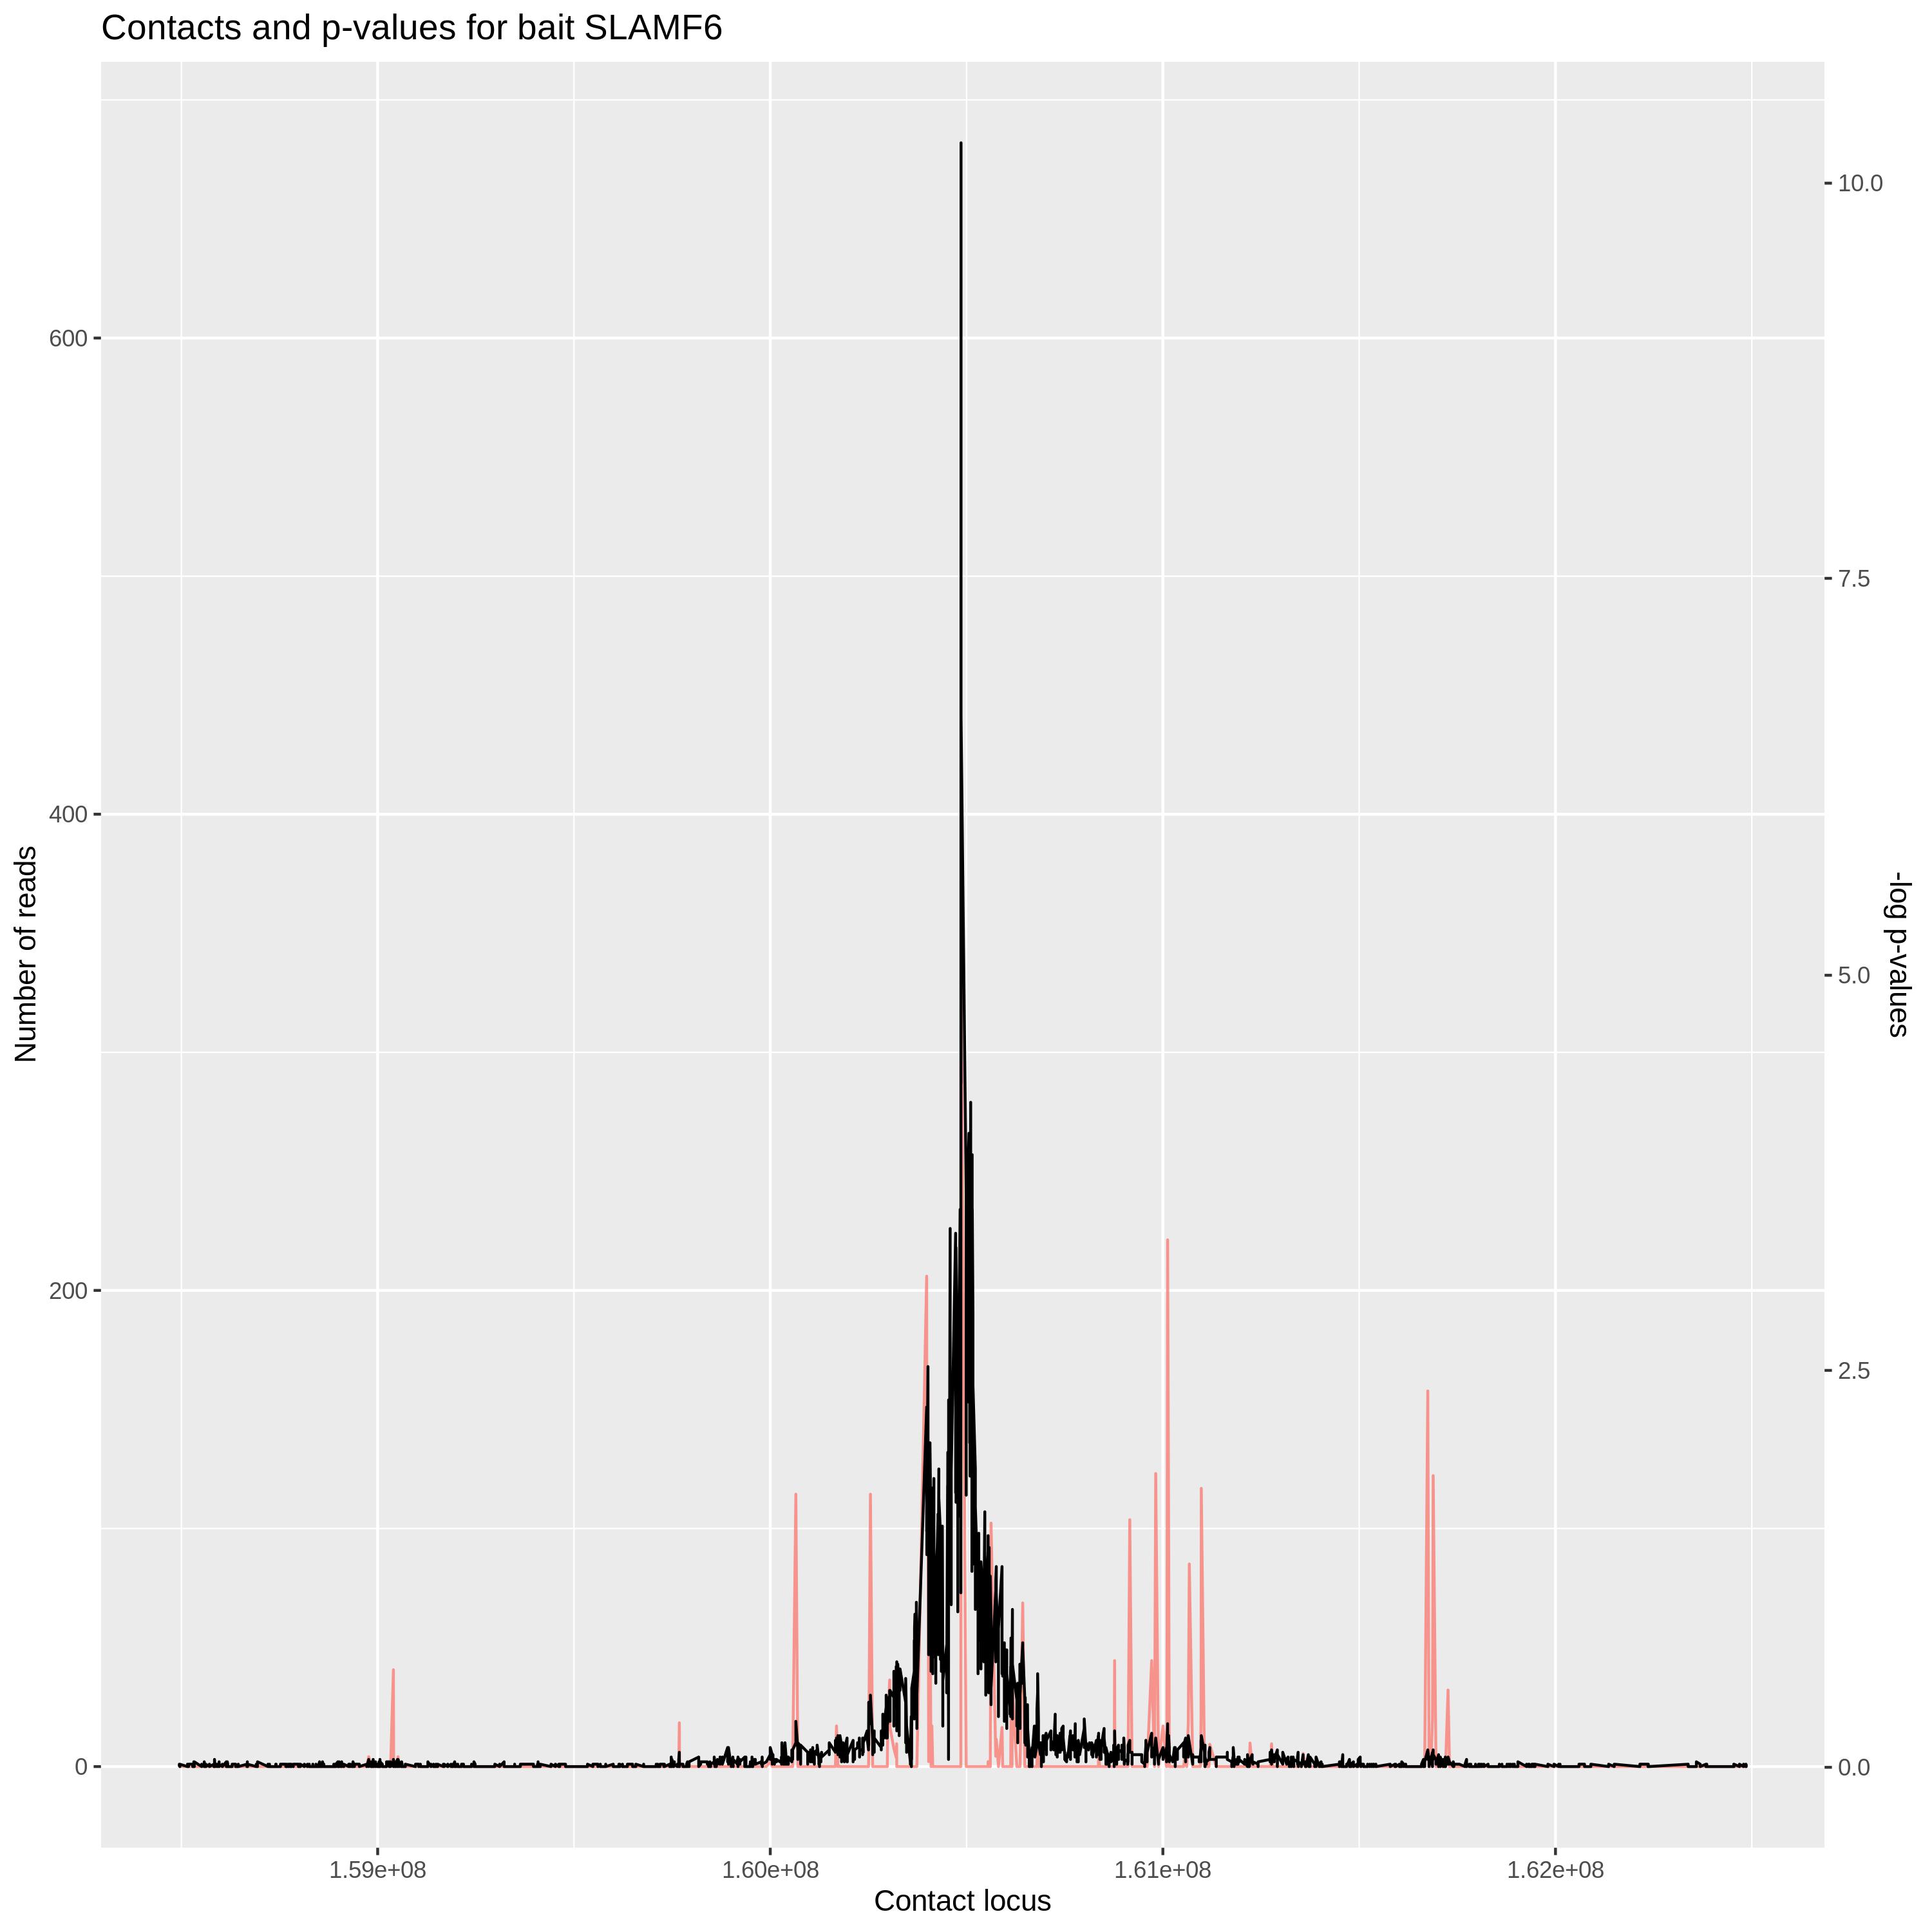 Contacts and p-values for bait SLAMF6
10.0
600
7.5
400
5.0
Number of reads
-log p-values
2.5
200
0
0.0
1.59e+08 1.60e+08 1.61e+08 1.62e+08
Contact locus